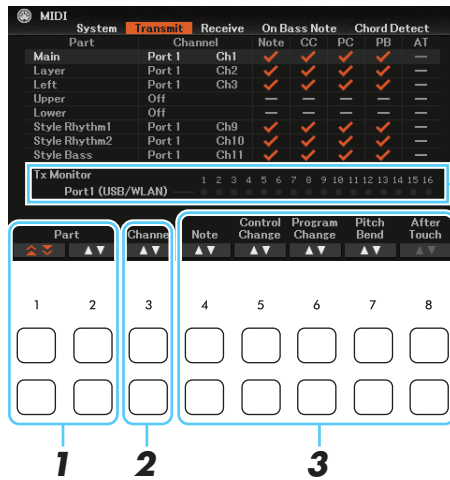 MIDI
System Transmit Receive On Bass Note Chord Detect
Part Channel Note CC PC PB AT
Main Port 1 Ch1
Layer Port 1 Ch2
Left Port 1 Ch3
Upper Off
Lower Off
Style Rhythm1 Port 1 Ch9
Style Rhythm2 Port 1 Ch10
Style Bass Port 1 Ch11
Tx Monitor 1 2 3 4 5 6 7 8 9 10 11 12 13 14 15 16
Port1 (USB/WLAN)
Part Channel Note Control Change Program Change Pitch Bend After Touch
1 2 3 4 5 6 7 8
1 2 3